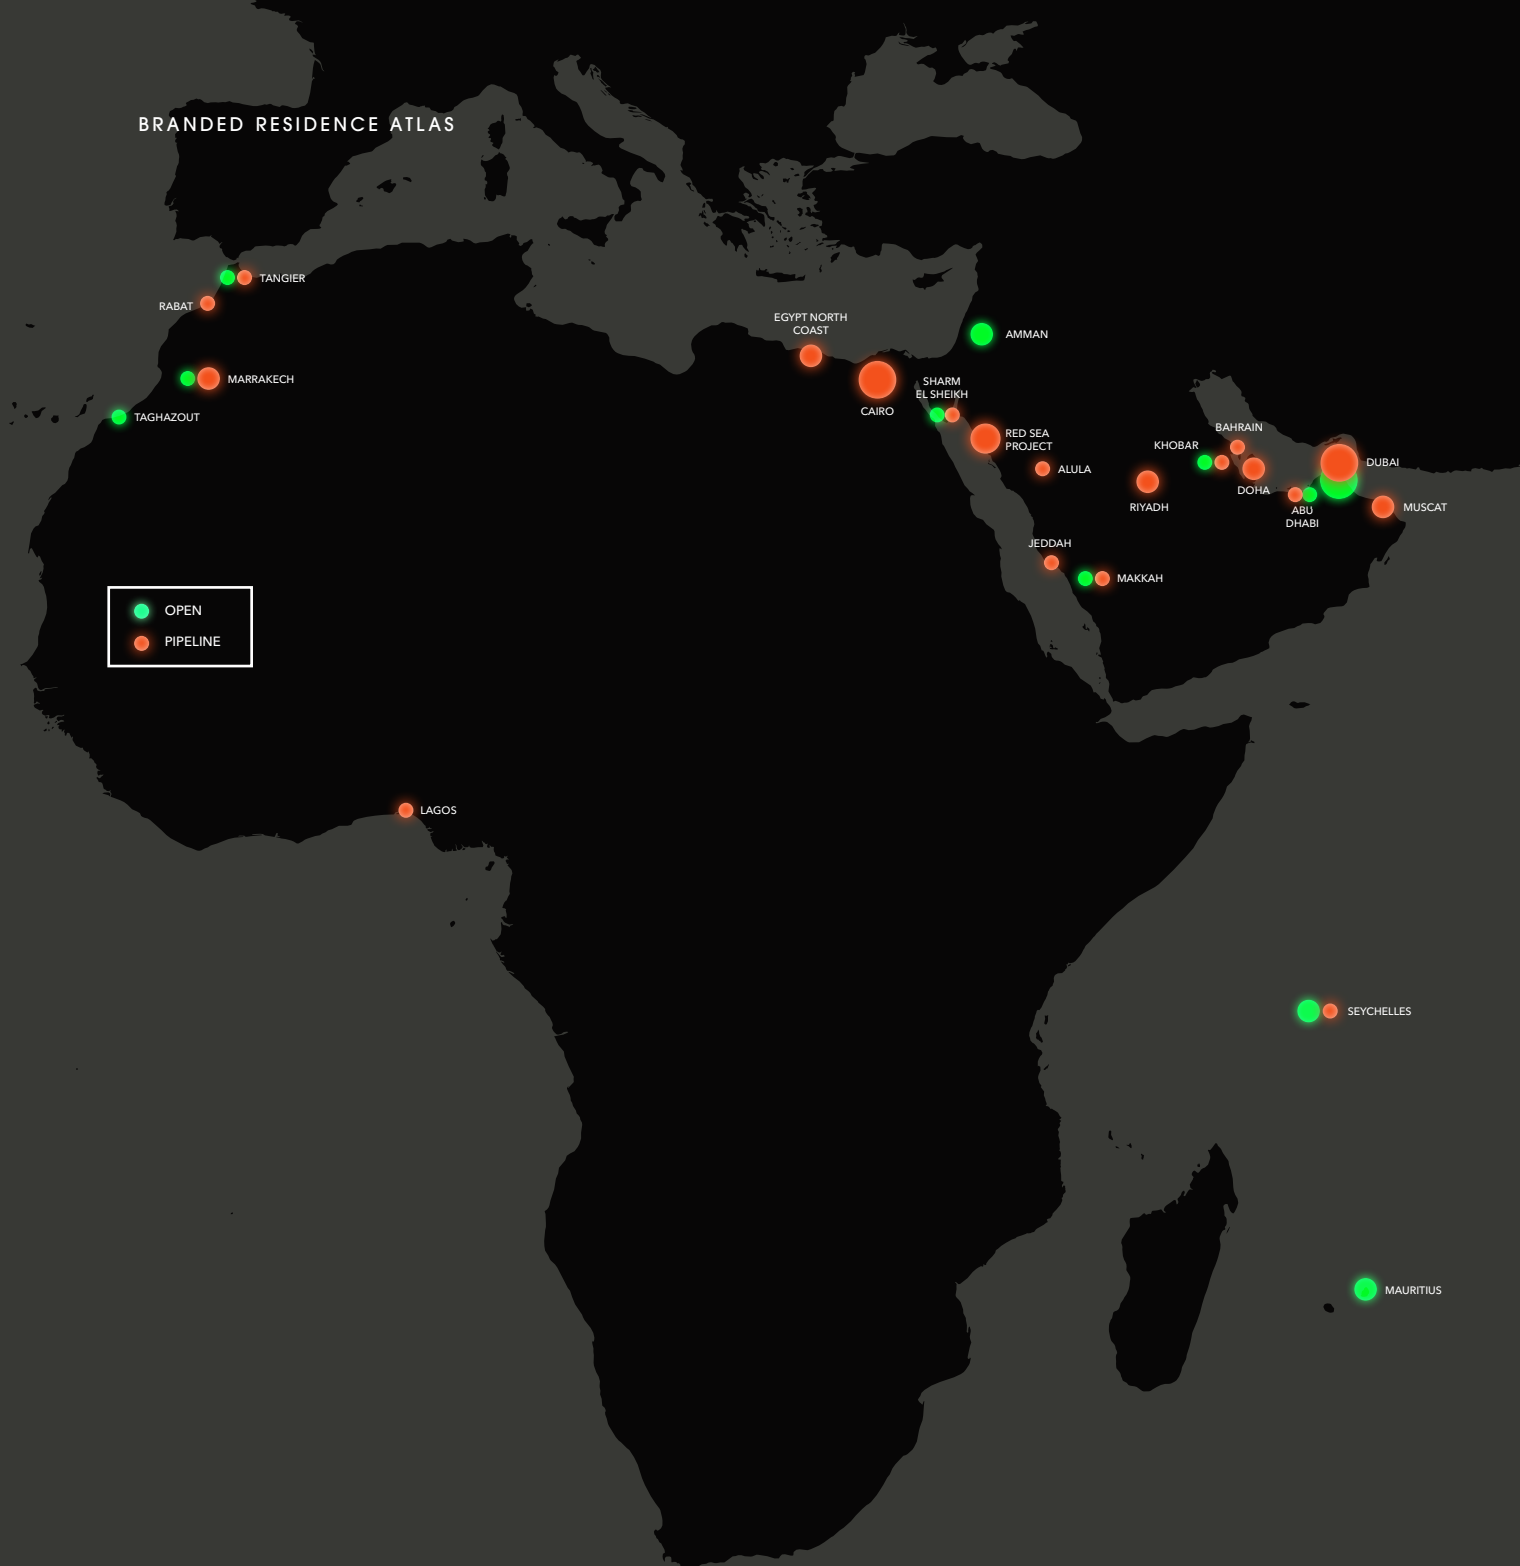 BRANDED RESIDENCE ATLAS
TANGIER
RABAT
EGYPT NORTH
COAST
AMMAN
MARRAKECH
SHARM
EL SHEIKH
CAIRO
TAGHAZOUT
RED SEA
PROJECT
BAHRAIN
KHOBAR
DUBAI
ALULA
DOHA
RIYADH
ABU
DHABI
MUSCAT
JEDDAH
MAKKAH
OPEN
PIPELINE
LAGOS
SEYCHELLES
MAURITIUS